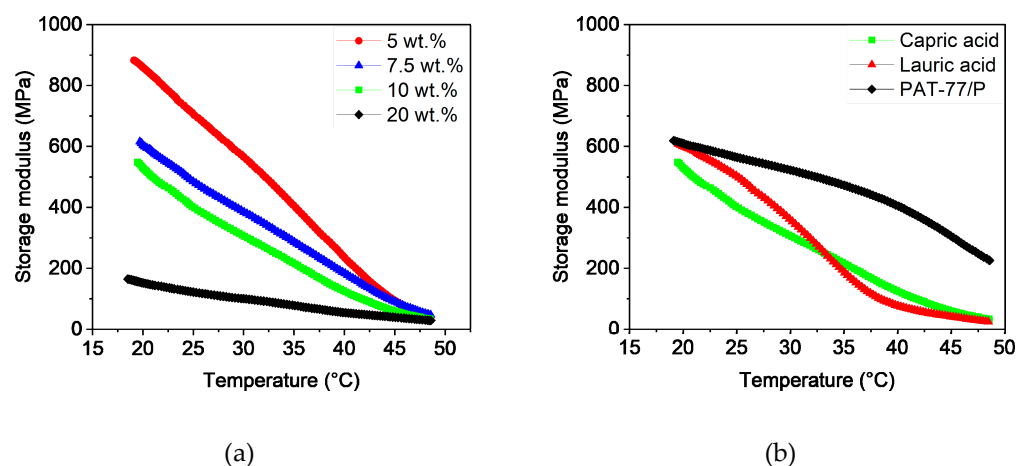 1000
800
600
400
200
0
Storage modulus (MPa)
5 wt.%
7.5 wt.%
10 wt.%
20 wt.%
15 20 25 30 35 40 45 50
Temperature (°C)
(a)
1000
800
600
400
200
0
Storage modulus (MPa)
Capric acid
Lauric acid
PAT-77/P
15 20 25 30 35 40 45 50
Temperature (°C)
(b)